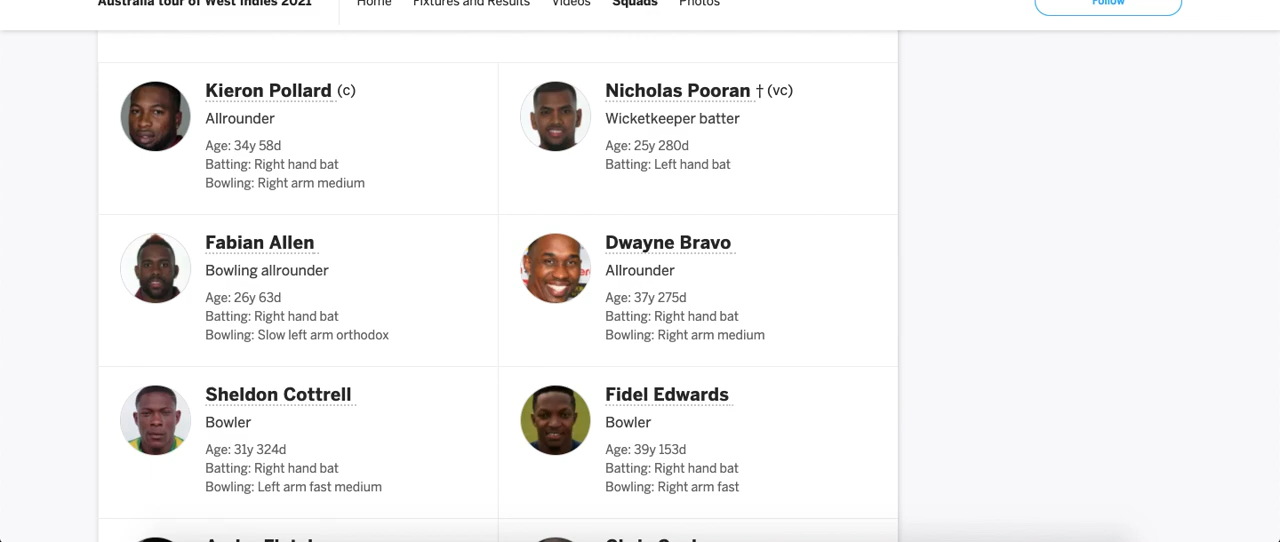 Australia tour of West Indies 2021
Home
Fixtures and Results
Videos
Squads
Photos
Follow
Kieron Pollard (c)
Allrounder
Age: 34y 58d
Batting: Right hand bat
Bowling: Right arm medium
Nicholas Pooran † (vc)
Wicketkeeper batter
Age: 25y 280d
Batting: Left hand bat
Fabian Allen
Bowling allrounder
Age: 26y 63d
Batting: Right hand bat
Bowling: Slow left arm orthodox
Dwayne Bravo
Allrounder
Age: 37y 275d
Batting: Right hand bat
Bowling: Right arm medium
Sheldon Cottrell
Bowler
Age: 31y 324d
Batting: Right hand bat
Bowling: Left arm fast medium
Fidel Edwards
Bowler
Age: 39y 153d
Batting: Right hand bat
Bowling: Right arm fast